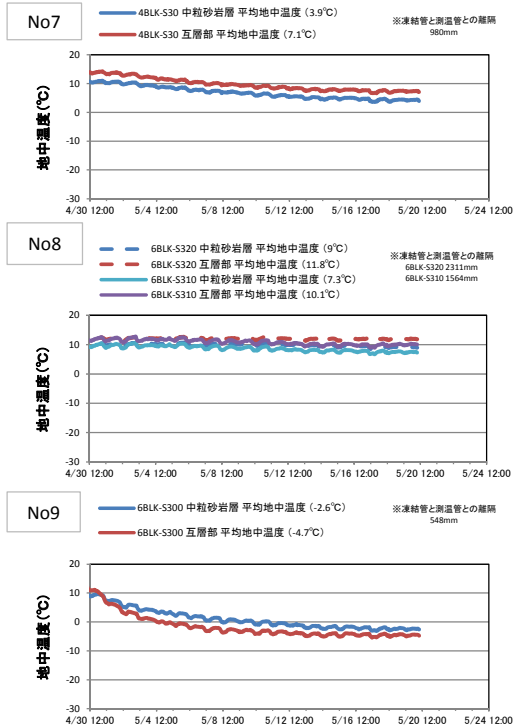 No7
4BLK-S30 中粒砂岩層 平均地中温度 (3.9℃)
4BLK-S30 互層部 平均地中温度 (7.1℃)
※凍結管と測温管との離隔
980mm
地中温度(℃)
20
10
0
-10
-20
-30
4/30 12:00 5/4 12:00 5/8 12:00 5/12 12:00 5/16 12:00 5/20 12:00 5/24 12:00
No8
6BLK-S320 中粒砂岩層 平均地中温度 (9℃)
6BLK-S320 互層部 平均地中温度 (11.8℃)
6BLK-S310 中粒砂岩層 平均地中温度 (7.3℃)
6BLK-S310 互層部 平均地中温度 (10.1℃)
※凍結管と測温管との離隔
6BLK-S320 2311mm
6BLK-S310 1564mm
地中温度(℃)
20
10
0
-10
-20
-30
4/30 12:00 5/4 12:00 5/8 12:00 5/12 12:00 5/16 12:00 5/20 12:00 5/24 12:00
No9
6BLK-S300 中粒砂岩層 平均地中温度 (-2.6℃)
6BLK-S300 互層部 平均地中温度 (-4.7℃)
※凍結管と測温管との離隔
548mm
地中温度(℃)
20
10
0
-10
-20
-30
4/30 12:00 5/4 12:00 5/8 12:00 5/12 12:00 5/16 12:00 5/20 12:00 5/24 12:00